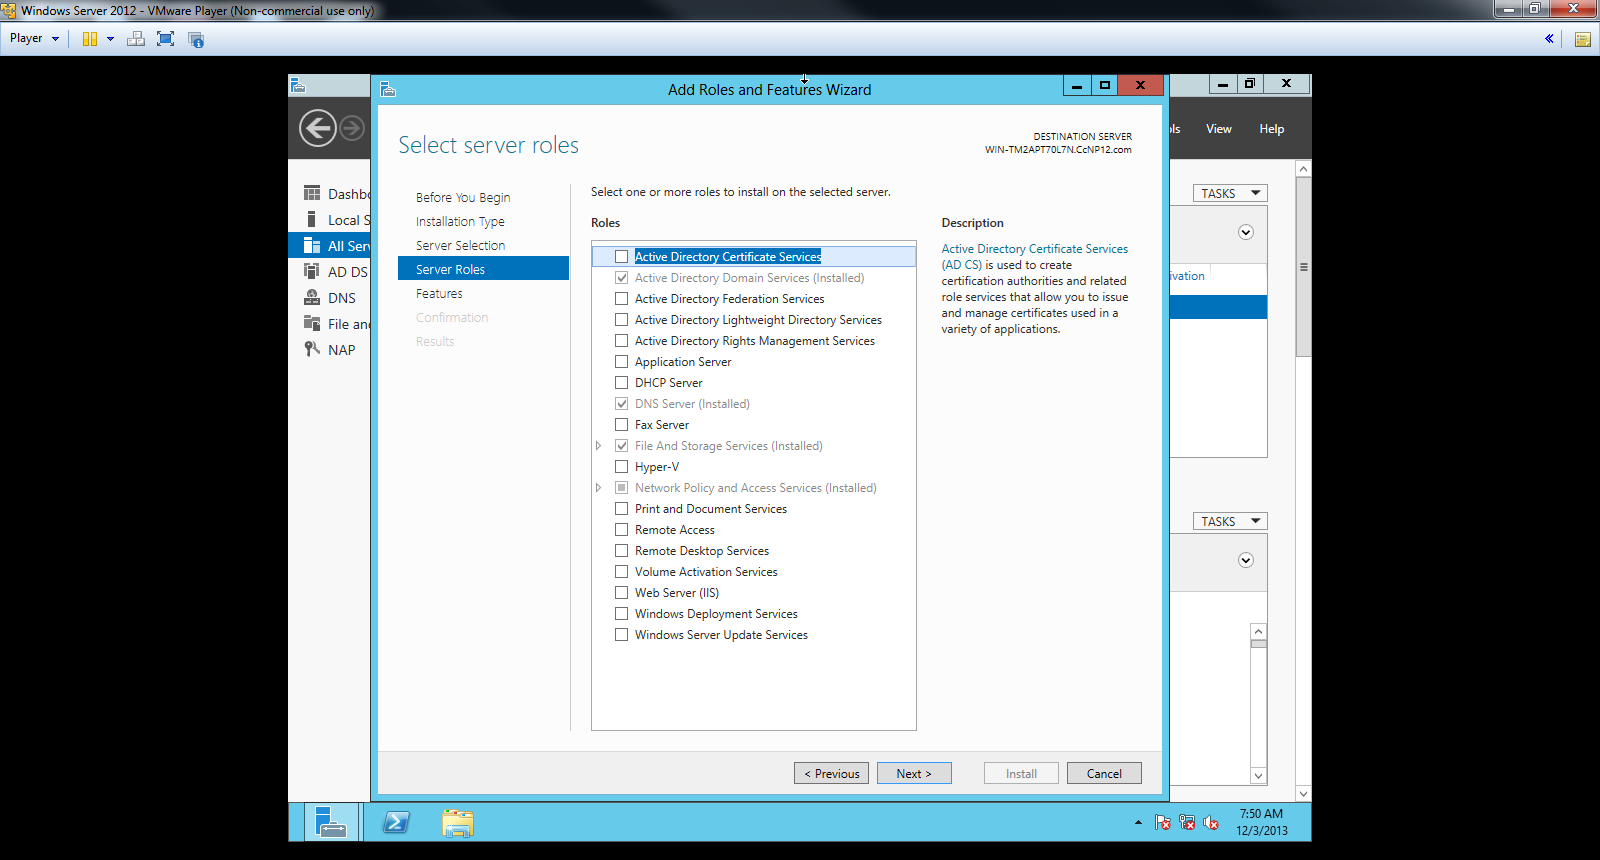 Windows Server 2012 - VMware Player (Non-commercial use only)
Player
Add Roles and Features Wizard
View
Help
Select server roles
DESTINATION SERVER
WIN-TM2APT70L7N.CcNP12.com
Dashbo
Local S
All Serv
AD DS
DNS
File and
NAP
Before You Begin
Installation Type
Server Selection
Server Roles
Features
Confirmation
Results
Select one or more roles to install on the selected server.
Roles
Active Directory Certificate Services
Active Directory Domain Services (Installed)
Active Directory Federation Services
Active Directory Lightweight Directory Services
Active Directory Rights Management Services
Application Server
DHCP Server
DNS Server (Installed)
Fax Server
File And Storage Services (Installed)
Hyper-V
Network Policy and Access Services (Installed)
Print and Document Services
Remote Access
Remote Desktop Services
Volume Activation Services
Web Server (IIS)
Windows Deployment Services
Windows Server Update Services
Description
Active Directory Certificate Services
(AD CS) is used to create
certification authorities and related
role services that allow you to issue
and manage certificates used in a
variety of applications.
TASKS
ivation
TASKS
< Previous
Next >
Install
Cancel
7:50 AM
12/3/2013